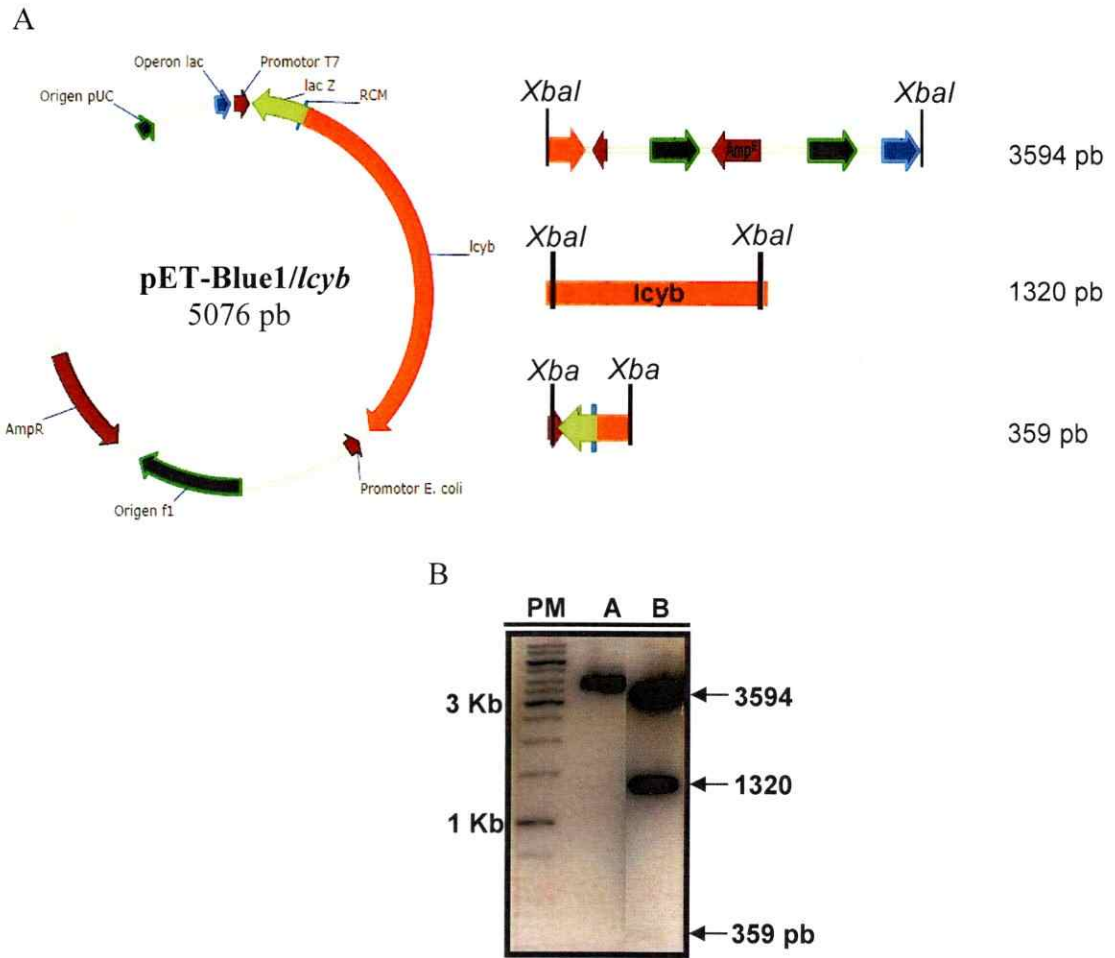 A
Operon lac
Promotor T7
lac Z
RCM
Origen pUC
lcyb
pET-Blue1/lcyb
5076 pb
AmpR
Origen f1
Promotor E. coli
XbaI XbaI
AmpR
3594 pb
XbaI XbaI
lcyb
1320 pb
Xba Xba
359 pb
B
PM A B
3 Kb
3594
1320
1 Kb
359 pb